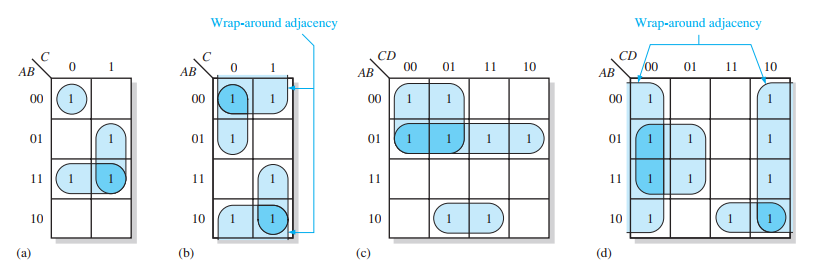 Wrap-around adjacency
Wrap-around adjacency
C
AB
0 1
00 1
01 1
11 1 1
10
(a)
C
AB
0 1
00 1 1
01 1
11 1
10 1 1
(b)
CD
AB
00 01 11 10
00 1 1
01 1 1 1 1
11
10 1 1
(c)
CD
AB
00 01 11 10
00 1 1
01 1 1 1
11 1 1 1
10 1 1 1
(d)